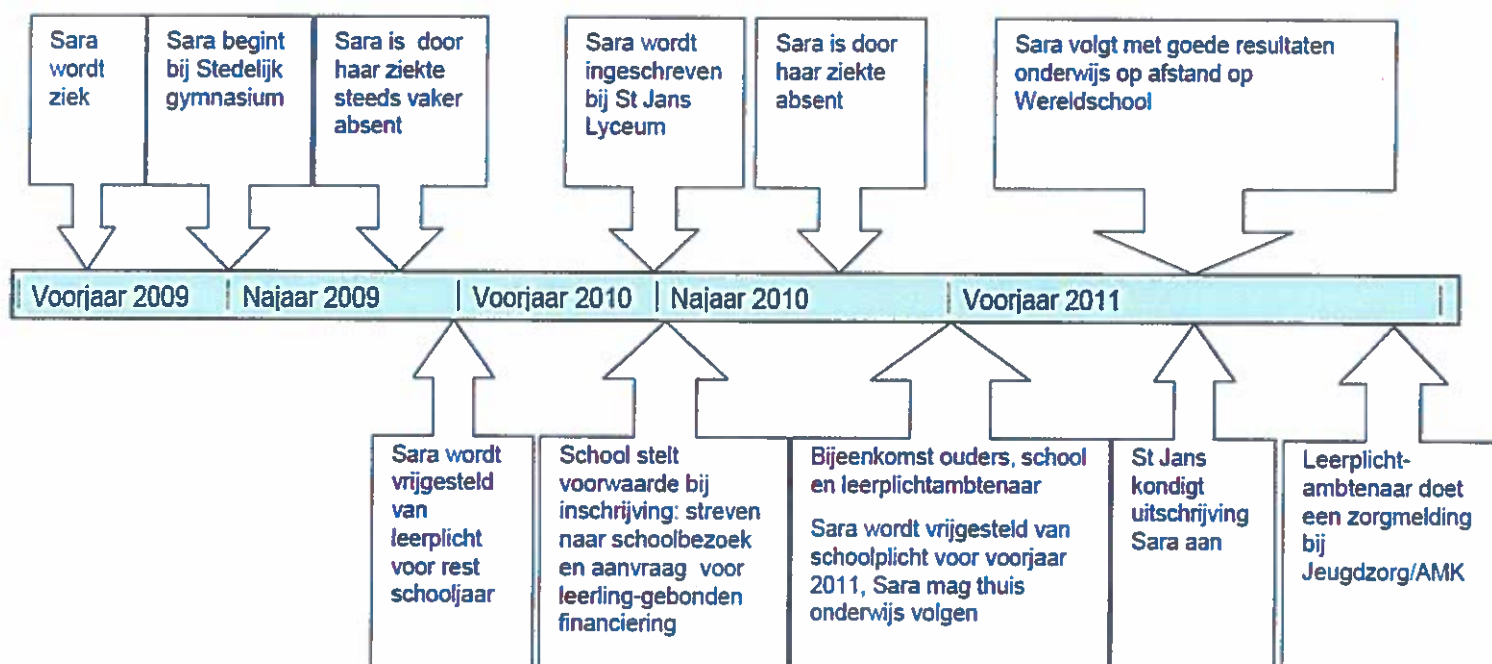 Sara
wordt
ziek
Sara begint
bij Stedelijk
gymnasium
Sara is door
haar ziekte
steeds vaker
absent
Sara wordt
ingeschreven
bij St Jans
Lyceum
Sara is door
haar ziekte
absent
Sara volgt met goede resultaten
onderwijs op afstand op
Wereldschool
Voorjaar 2009
Najaar 2009
Voorjaar 2010
Najaar 2010
Voorjaar 2011
Sara wordt
vrijgesteld
van
leerplicht
voor rest
schooljaar
School stelt
voorwaarde bij
inschrijving: streven
naar schoolbezoek
en aanvraag voor
leerling-gebonden
financiering
Bijeenkomst ouders, school
en leerplichtambtenaar
Sara wordt vrijgesteld van
schoolplicht voor voorjaar
2011, Sara mag thuis
onderwijs volgen
St Jans
kondigt
uitschrijving
Sara aan
Leerplicht-
ambtenaar doet
een zorgmelding
bij
Jeugdzorg/AMK